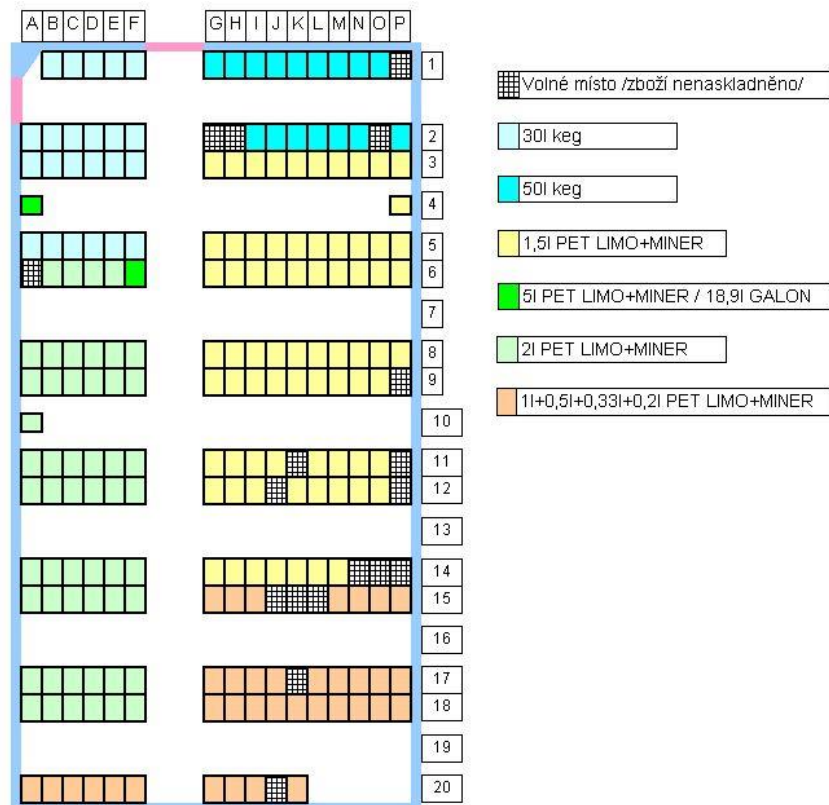 A B C D E F G H I J K L M N O P
1
Volné místo /zboží nenaskladněno/
2
30l keg
3
50l keg
4
5
1,5l PET LIMO+MINER
6
5l PET LIMO+MINER / 18,9l GALON
7
8
2l PET LIMO+MINER
9
10
1l+0,5l+0,33l+0,2l PET LIMO+MINER
11
12
13
14
15
16
17
18
19
20